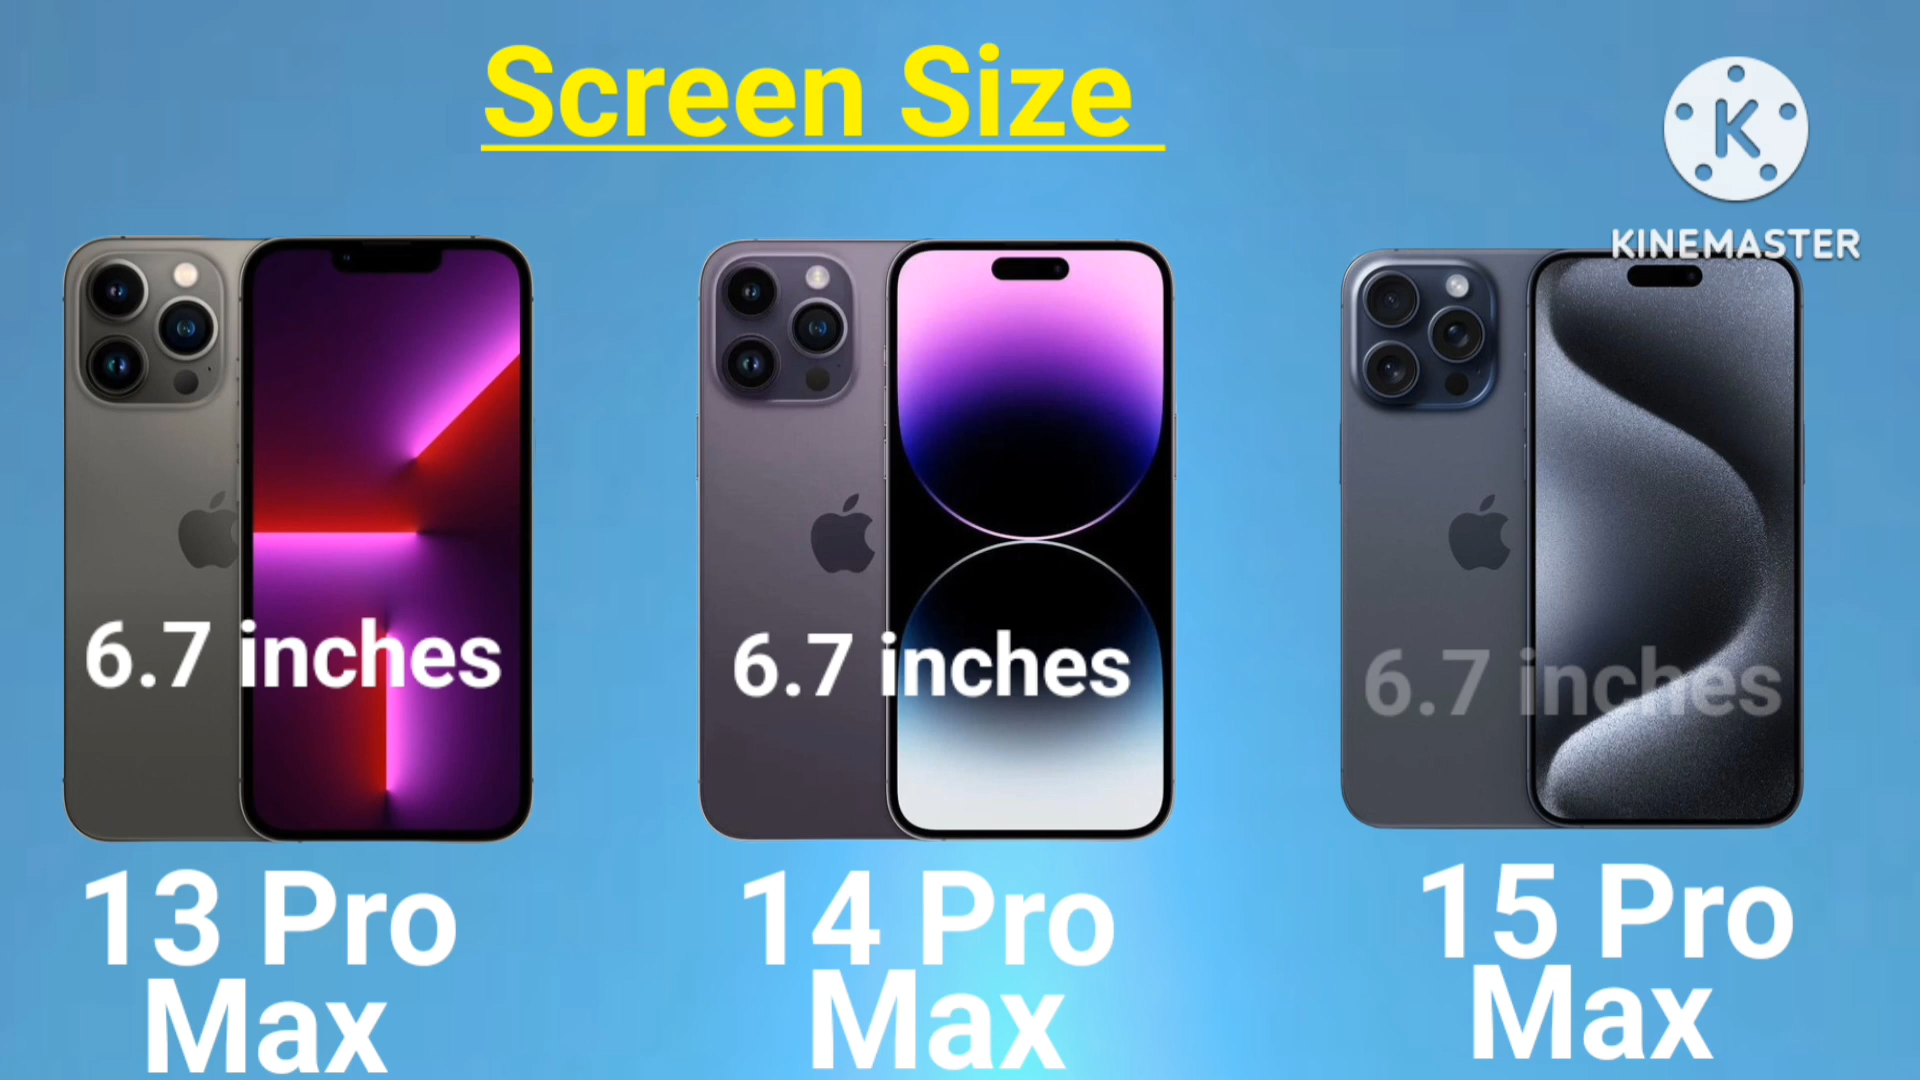 Screen Size
K
KINEMASTER
6.7 inches
6.7 inches
6.7 inches
13 Pro
Max
14 Pro
Max
15 Pro
Max